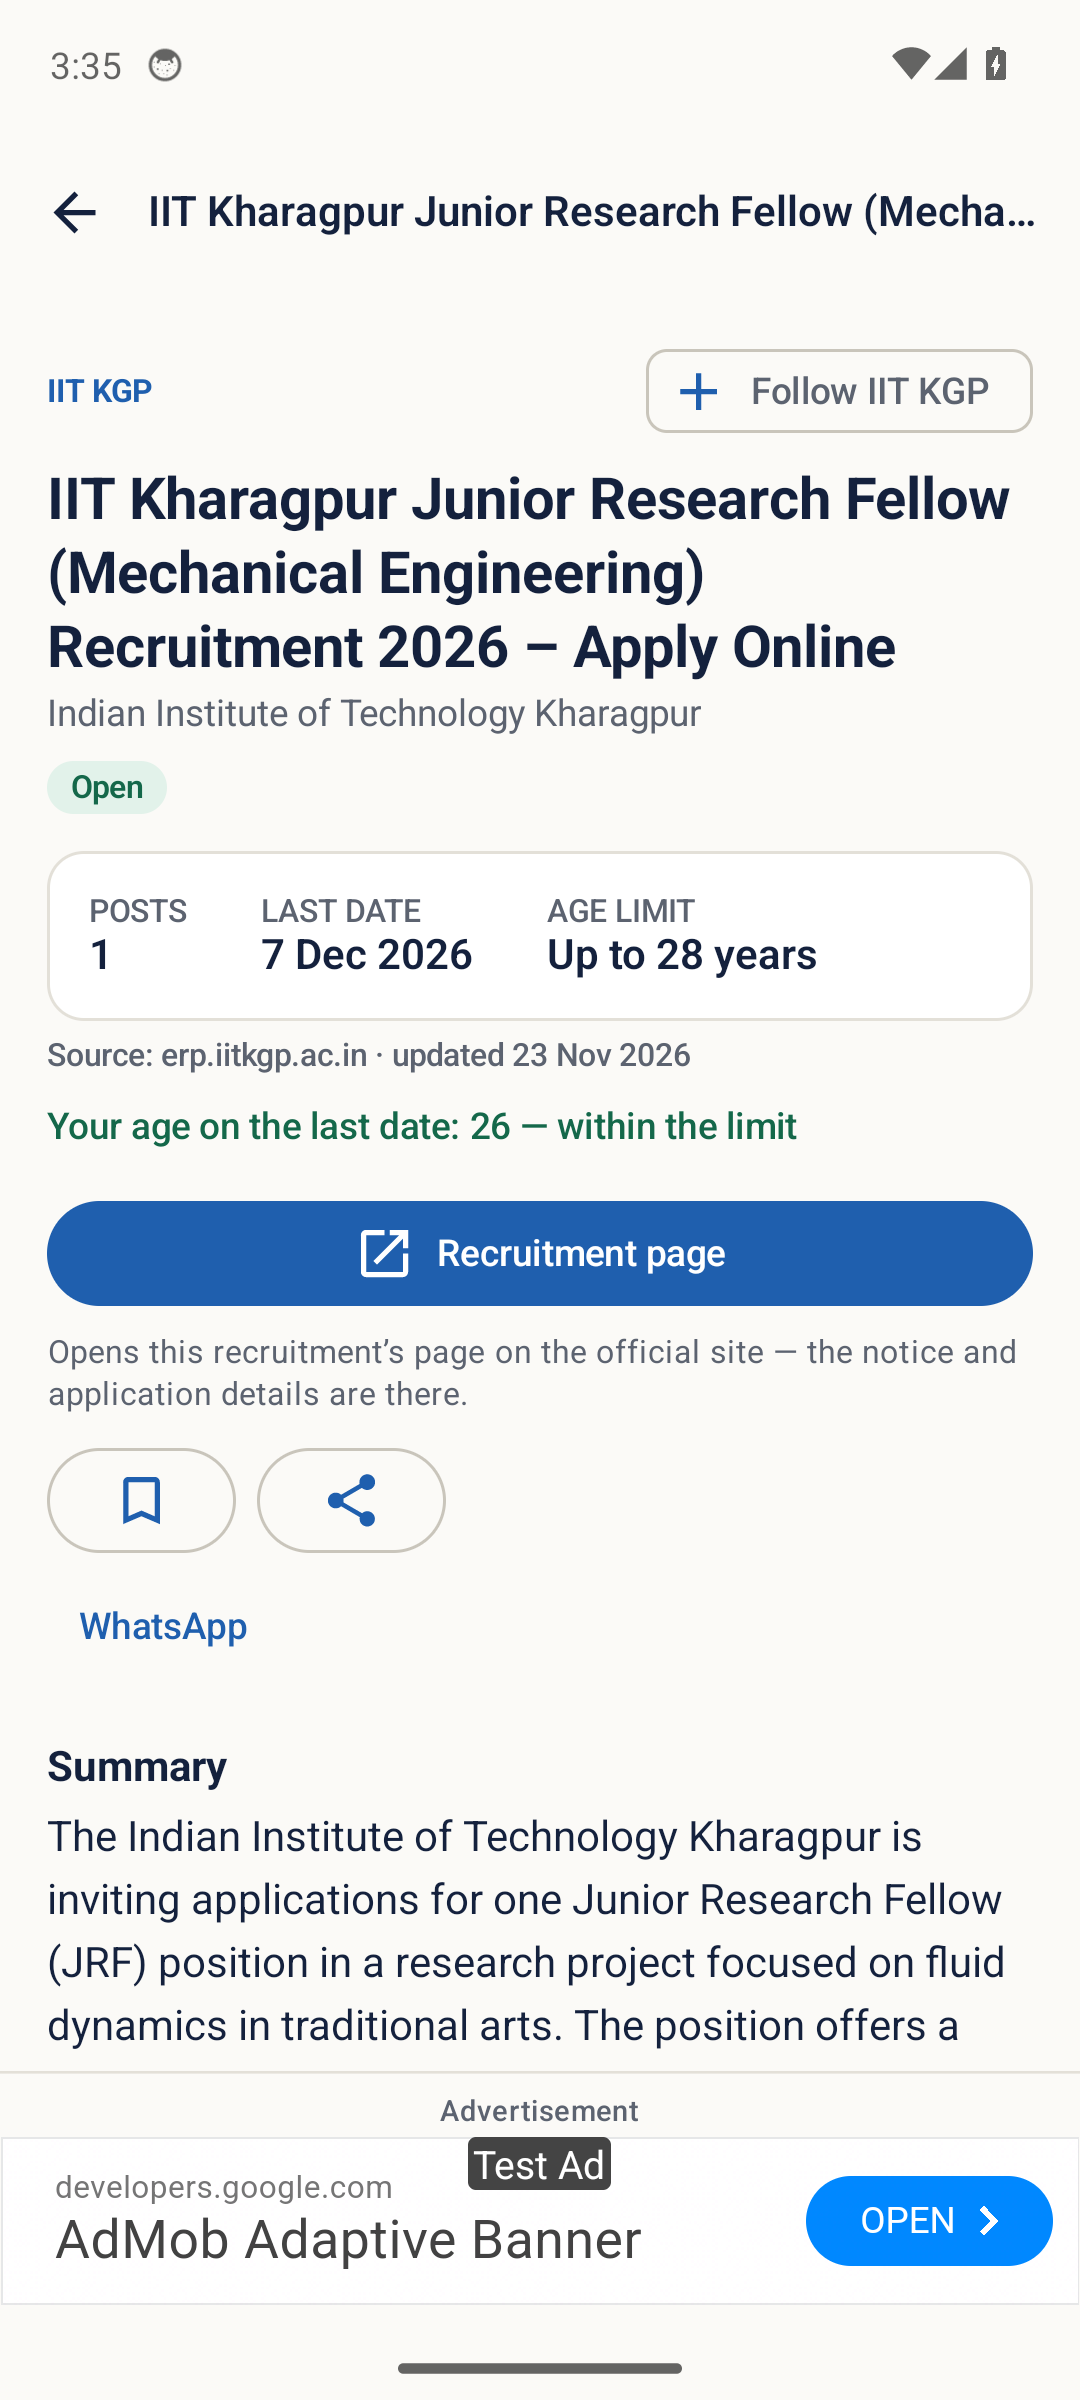 3:35
IIT Kharagpur Junior Research Fellow (Mecha...
IIT KGP
Follow IIT KGP
IIT Kharagpur Junior Research Fellow
(Mechanical Engineering)
Recruitment 2026 – Apply Online
Indian Institute of Technology Kharagpur
Open
POSTS LAST DATE AGE LIMIT
1 7 Dec 2026 Up to 28 years
Source: erp.iitkgp.ac.in · updated 23 Nov 2026
Your age on the last date: 26 — within the limit
Recruitment page
Opens this recruitment’s page on the official site — the notice and
application details are there.
WhatsApp
Summary
The Indian Institute of Technology Kharagpur is
inviting applications for one Junior Research Fellow
(JRF) position in a research project focused on fluid
dynamics in traditional arts. The position offers a
Advertisement
Test Ad
developers.google.com
AdMob Adaptive Banner
OPEN